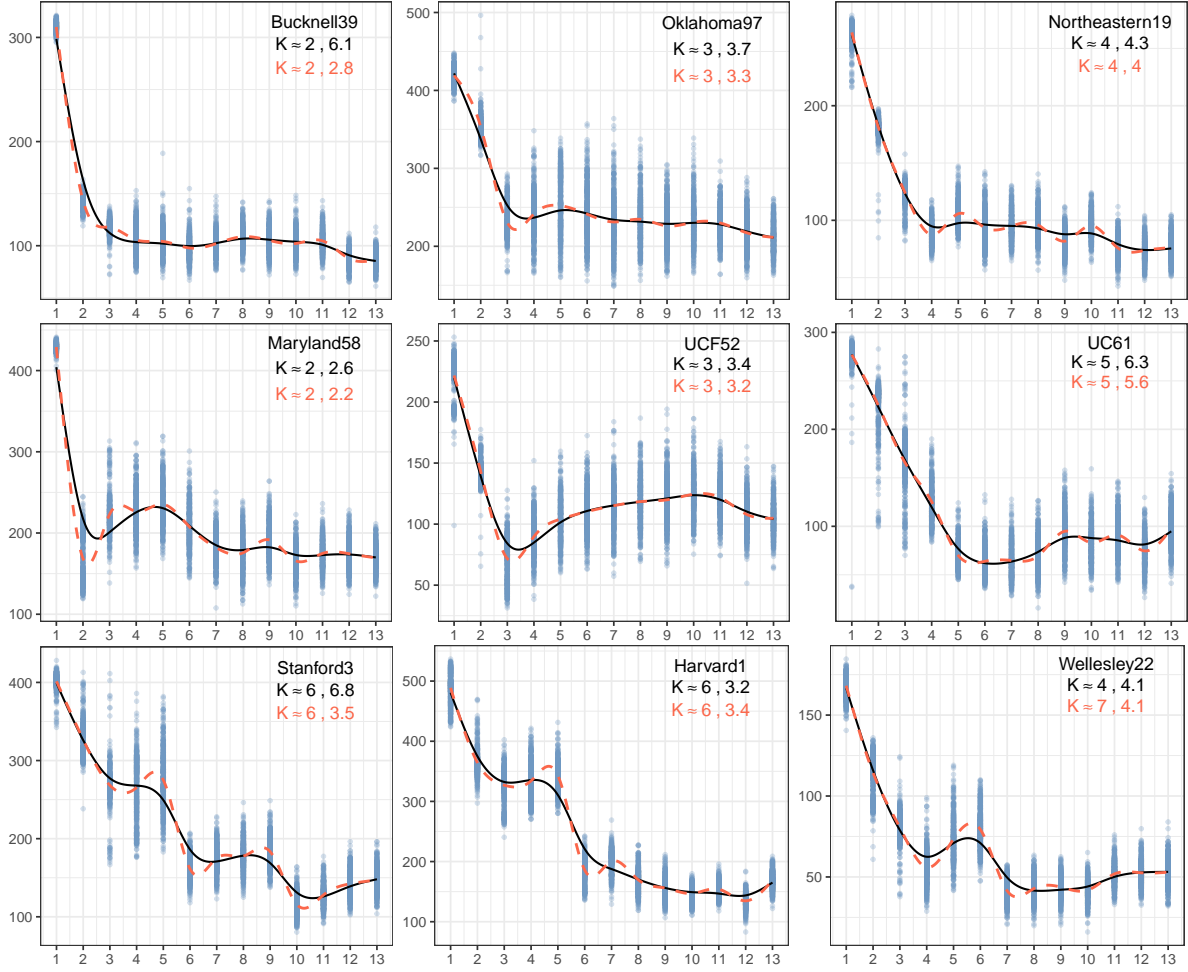 Bucknell39
K ≈ 2 , 6.1
K ≈ 2 , 2.8
300
200
100
1 2 3 4 5 6 7 8 9 10 11 12 13
Oklahoma97
K ≈ 3 , 3.7
K ≈ 3 , 3.3
500
400
300
200
1 2 3 4 5 6 7 8 9 10 11 12 13
Northeastern19
K ≈ 4 , 4.3
K ≈ 4 , 4
200
100
1 2 3 4 5 6 7 8 9 10 11 12 13
Maryland58
K ≈ 2 , 2.6
K ≈ 2 , 2.2
400
300
200
100
1 2 3 4 5 6 7 8 9 10 11 12 13
UCF52
K ≈ 3 , 3.4
K ≈ 3 , 3.2
250
200
150
100
50
1 2 3 4 5 6 7 8 9 10 11 12 13
UC61
K ≈ 5 , 6.3
K ≈ 5 , 5.6
300
200
100
1 2 3 4 5 6 7 8 9 10 11 12 13
Stanford3
K ≈ 6 , 6.8
K ≈ 6 , 3.5
400
300
200
100
1 2 3 4 5 6 7 8 9 10 11 12 13
Harvard1
K ≈ 6 , 3.2
K ≈ 6 , 3.4
500
400
300
200
100
1 2 3 4 5 6 7 8 9 10 11 12 13
Wellesley22
K ≈ 4 , 4.1
K ≈ 7 , 4.1
150
100
50
1 2 3 4 5 6 7 8 9 10 11 12 13